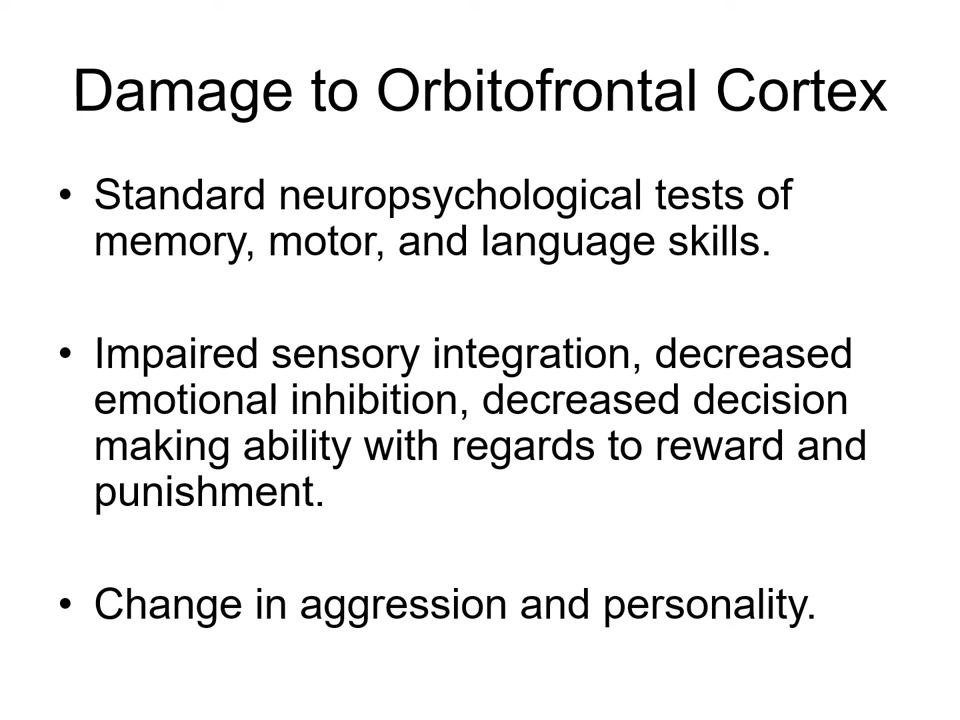 Damage to Orbitofrontal Cortex
• Standard neuropsychological tests of
memory, motor, and language skills.
• Impaired sensory integration, decreased
emotional inhibition, decreased decision
making ability with regards to reward and
punishment.
• Change in aggression and personality.